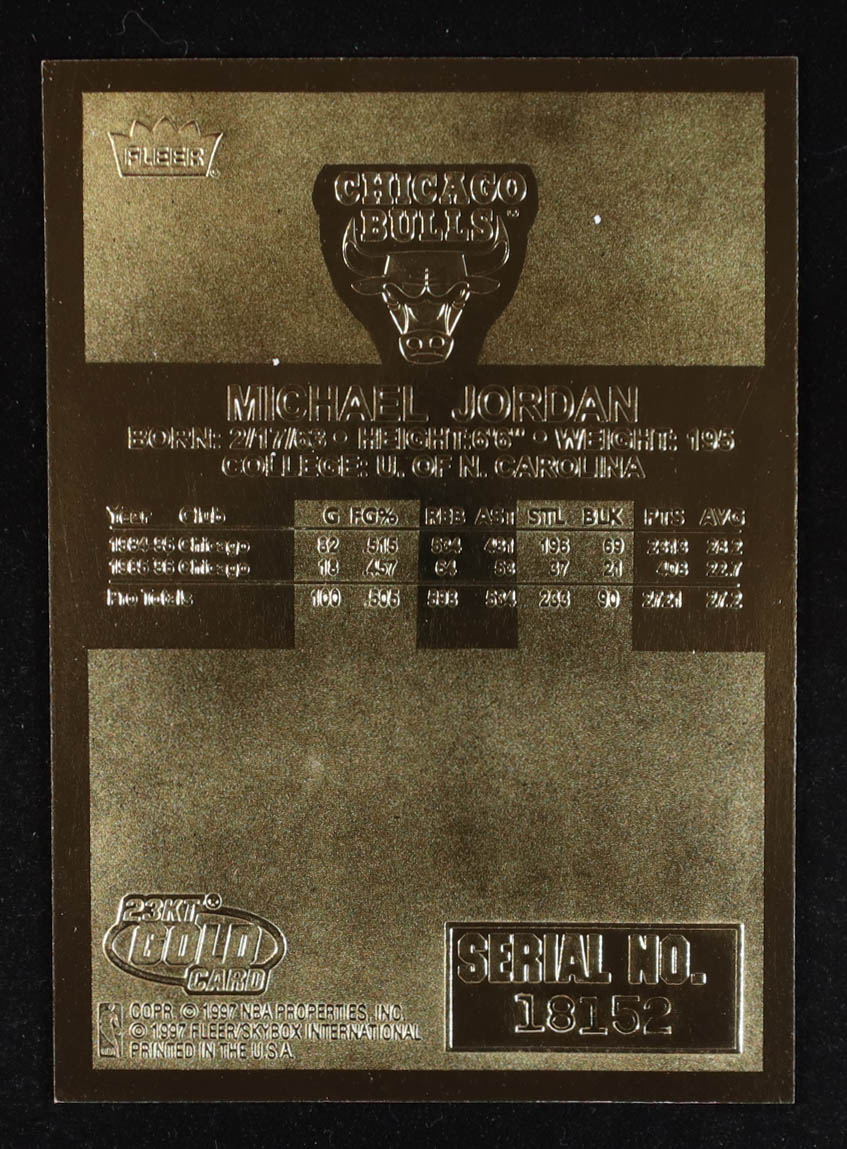 FLEER®
CHICAGO
BULLS™
MICHAEL JORDAN
BORN: 2/17/63 • HEIGHT:6'6" • WEIGHT: 195
COLLEGE: U. OF N. CAROLINA
Year Club G FG% REB AST STL BLK PTS AVG
1984-85 Chicago 82 .515 534 481 196 69 2313 28.2
1985-86 Chicago 18 .457 64 53 37 21 408 22.7
Pro Totals 100 .505 598 534 233 90 2721 27.2
23KT®
GOLD
CARD
SERIAL NO.
18152
COPR. © 1997 NBA PROPERTIES, INC.
© 1997 FLEER/SKYBOX INTERNATIONAL
PRINTED IN THE U.S.A.